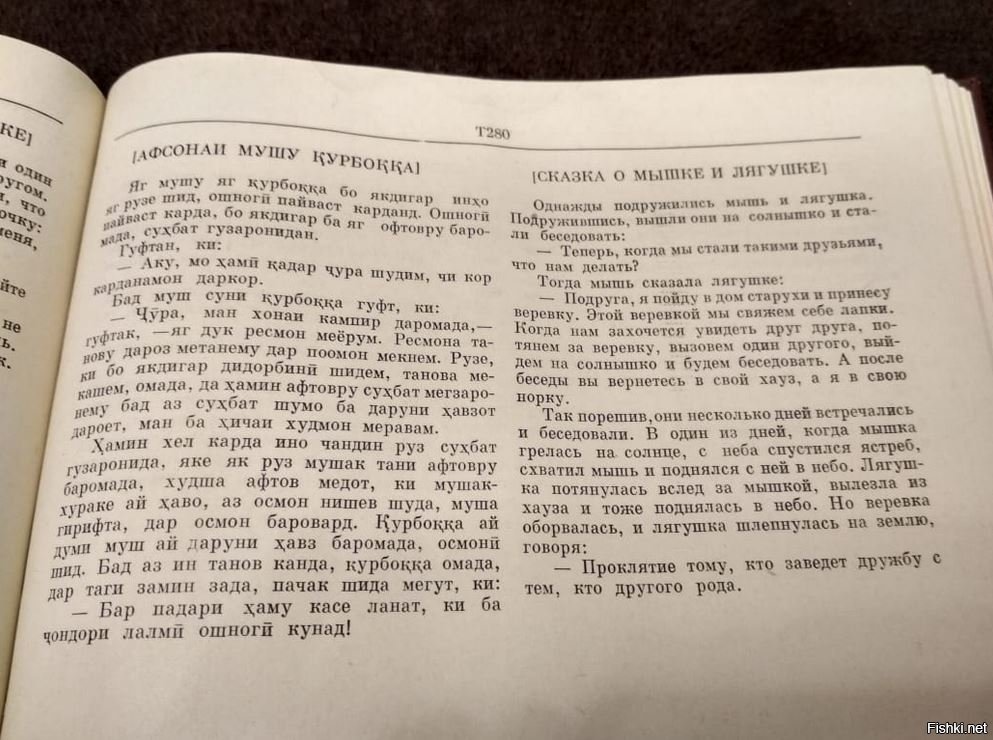 КЕ]
и один
ругом.
и, что
очку:
меня,
йте
не
ь.
к.
Т280
[АФСОНАИ МУШУ ҚУРБОҚҚА]
Яг мушу яг қурбоққа бо якдигар инҳо
яг рузе шид, ошногӣ пайваст карданд. Ошногӣ
пайваст карда, бо якдигар ба яг офтовру баро-
мада, суҳбат гузаронидан.
Гуфтан, ки:
— Аку, мо ҳамӣ қадар ҷура шудим, чи кор
карданамон даркор.
Бад муш суни қурбоққа гуфт, ки:
— Ҷӯра, ман хонаи кампир даромада,—
гуфтак, —яг дук ресмон меёрум. Ресмона та-
нову дароз метанему дар поомон мекнем. Рузе,
ки бо якдигар дидорбинӣ шидем, танова ме-
кашем, омада, да ҳамин афтовру суҳбат мегзаро-
нему бад аз суҳбат шумо ба даруни ҳавзот
дароет, ман ба ҳичаи худмон меравам.
Ҳамин хел карда ино чандин руз суҳбат
гузаронида, яке як руз мушак тани афтовру
баромада, худша афтов медот, ки мушак-
хураке ай ҳаво, аз осмон нишев шуда, муша
гирифта, дар осмон баровард. Қурбоққа ай
думи муш ай даруни ҳавз баромада, осмонӣ
шид. Бад аз ин танов канда, қурбоққа омада,
дар таги замин зада, пачак шида мегут, ки:
— Бар падари ҳаму касе ланат, ки ба
ҷондори лалмӣ ошногӣ кунад!
[СКАЗКА О МЫШКЕ И ЛЯГУШКЕ]
Однажды подружились мышь и лягушка.
Подружившись, вышли они на солнышко и ста-
ли беседовать:
— Теперь, когда мы стали такими друзьями,
что нам делать?
Тогда мышь сказала лягушке:
— Подруга, я пойду в дом старухи и принесу
веревку. Этой веревкой мы свяжем себе лапки.
Когда нам захочется увидеть друг друга, по-
тянем за веревку, вызовем один другого, вый-
дем на солнышко и будем беседовать. А после
беседы вы вернетесь в свой хауз, а я в свою
норку.
Так порешив, они несколько дней встречались
и беседовали. В один из дней, когда мышка
грелась на солнце, с неба спустился ястреб,
схватил мышь и поднялся с ней в небо. Лягуш-
ка потянулась вслед за мышкой, вылезла из
хауза и тоже поднялась в небо. Но веревка
оборвалась, и лягушка шлепнулась на землю,
говоря:
— Проклятие тому, кто заведет дружбу с
тем, кто другого рода.
Fishki.net